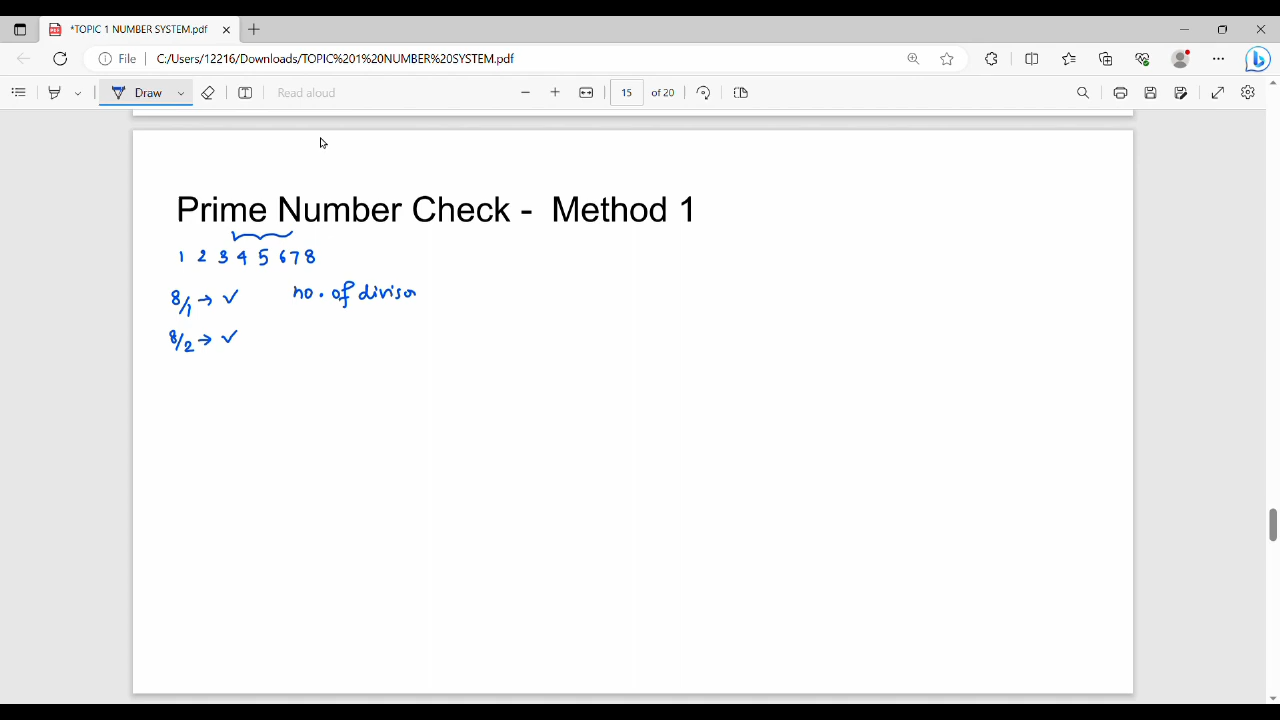 *TOPIC 1 NUMBER SYSTEM.pdf
File C:/Users/12216/Downloads/TOPIC%201%20NUMBER%20SYSTEM.pdf
Draw Read aloud 15 of 20
Prime Number Check - Method 1
1 2 3 4 5 6 7 8
8/1 → ✓ no. of divisor
8/2 → ✓